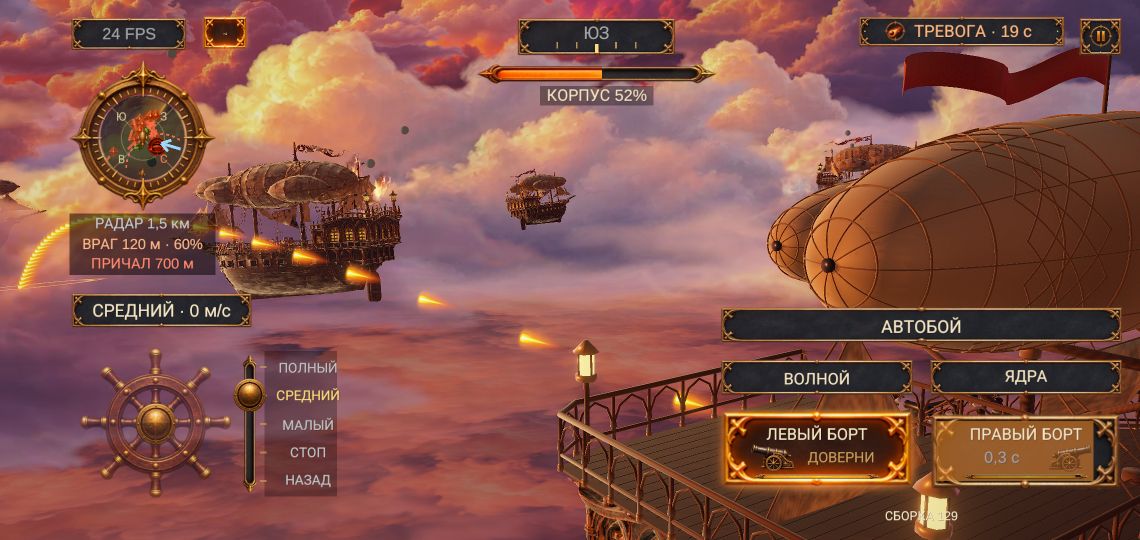 24 FPS
ЮЗ
ТРЕВОГА · 19 с
КОРПУС 52%
Ю З
В С
РАДАР 1,5 км
ВРАГ 120 м · 60%
ПРИЧАЛ 700 м
СРЕДНИЙ · 0 м/с
ПОЛНЫЙ
СРЕДНИЙ
МАЛЫЙ
СТОП
НАЗАД
АВТОБОЙ
ВОЛНОЙ
ЯДРА
ЛЕВЫЙ БОРТ
ДОВЕРНИ
ПРАВЫЙ БОРТ
0,3 с
СБОРКА 129